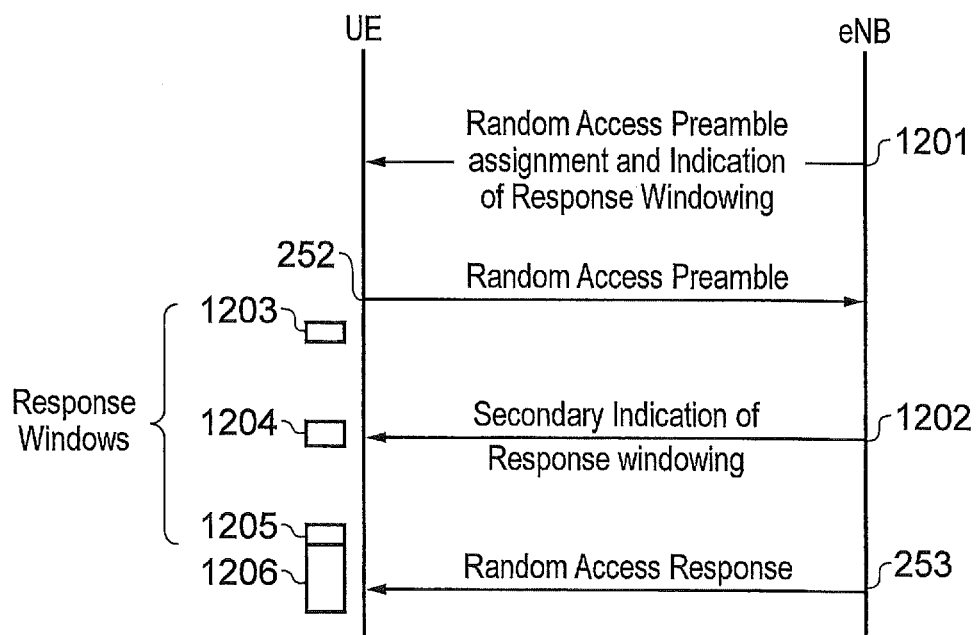 UE
eNB
Random Access Preamble
assignment and Indication
of Response Windowing
1201
252
Random Access Preamble
1203
Response
Windows
1204
Secondary Indication of
Response windowing
1202
1205
1206
Random Access Response
253